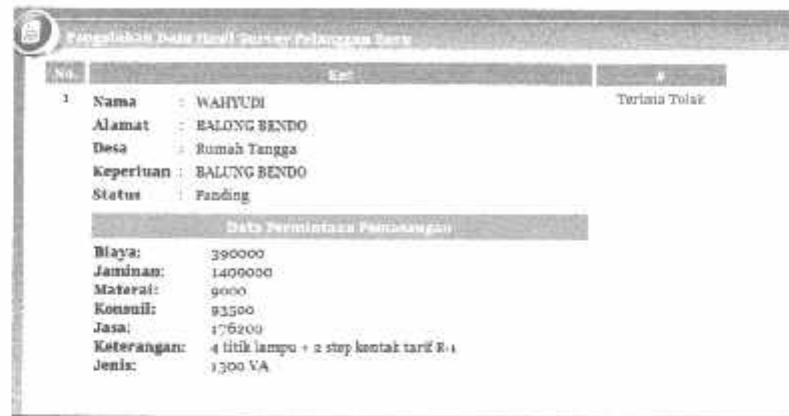 Pengolahan Data Hasil Survey Pelanggan Baru
No. Ket #
1 Nama : WAHYUDI Terima Tolak
Alamat : BALONG BENDO
Desa : Rumah Tangga
Keperluan : BALUNG BENDO
Status : Panding
Data Permintaan Pemasangan
Biaya: 390000
Jaminan: 1409000
Materai: 9000
Konsuil: 93500
Jasa: 176200
Keterangan: 4 titik lampu + 2 stop kontak tarif R-1
Jenis: 1300 VA